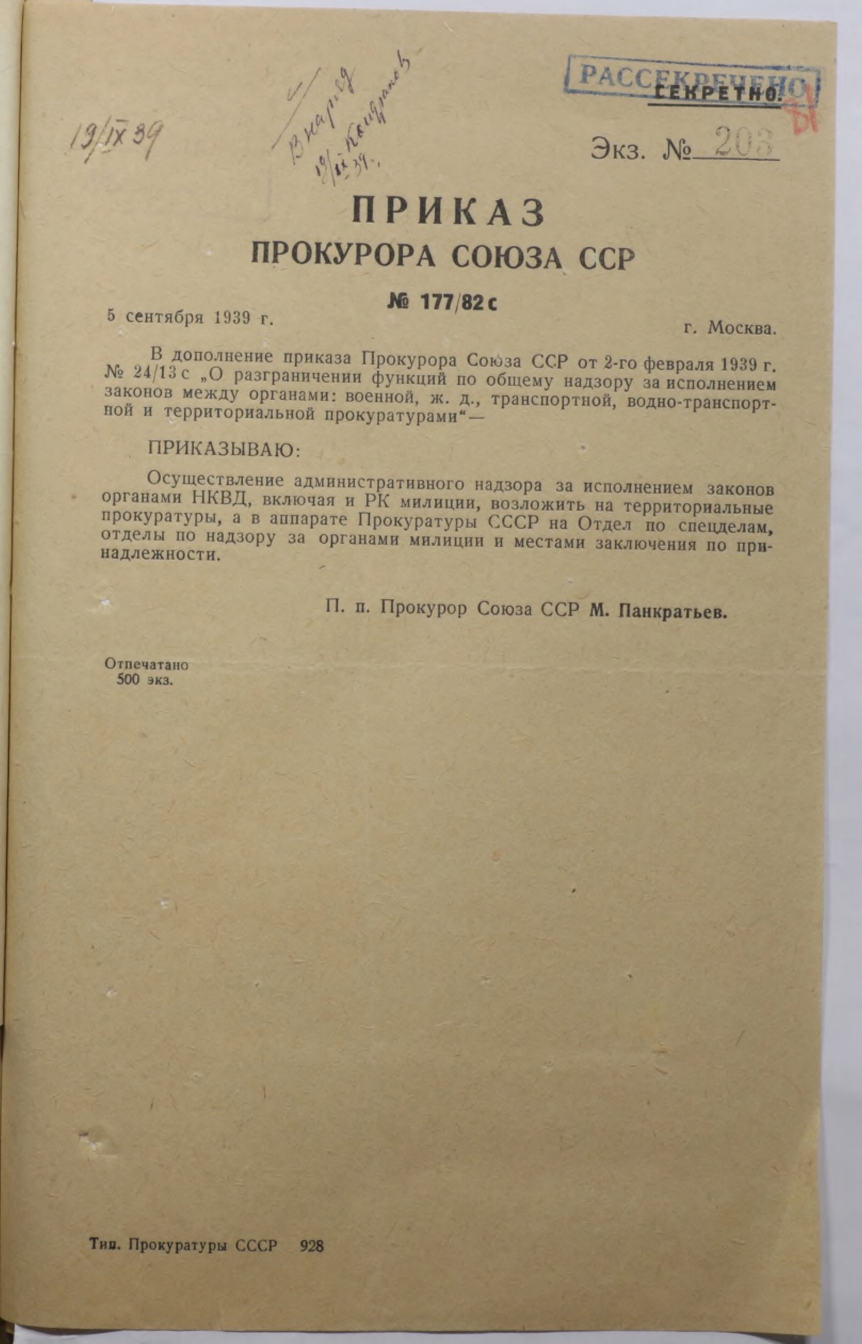 РАССЕКРЕЧЕНО
СЕКРЕТНО.
19/IX 39
В наряд
19/IX 39.
Экз. № 203
ПРИКАЗ
ПРОКУРОРА СОЮЗА ССР
№ 177/82 с
5 сентября 1939 г.
г. Москва.
В дополнение приказа Прокурора Союза ССР от 2-го февраля 1939 г.
№ 24/13 с „О разграничении функций по общему надзору за исполнением
законов между органами: военной, ж. д., транспортной, водно-транспорт-
ной и территориальной прокуратурами“—
ПРИКАЗЫВАЮ:
Осуществление административного надзора за исполнением законов
органами НКВД, включая и РК милиции, возложить на территориальные
прокуратуры, а в аппарате Прокуратуры СССР на Отдел по спецделам,
отделы по надзору за органами милиции и местами заключения по при-
надлежности.
П. п. Прокурор Союза ССР М. Панкратьев.
Отпечатано
500 экз.
Тип. Прокуратуры СССР 928